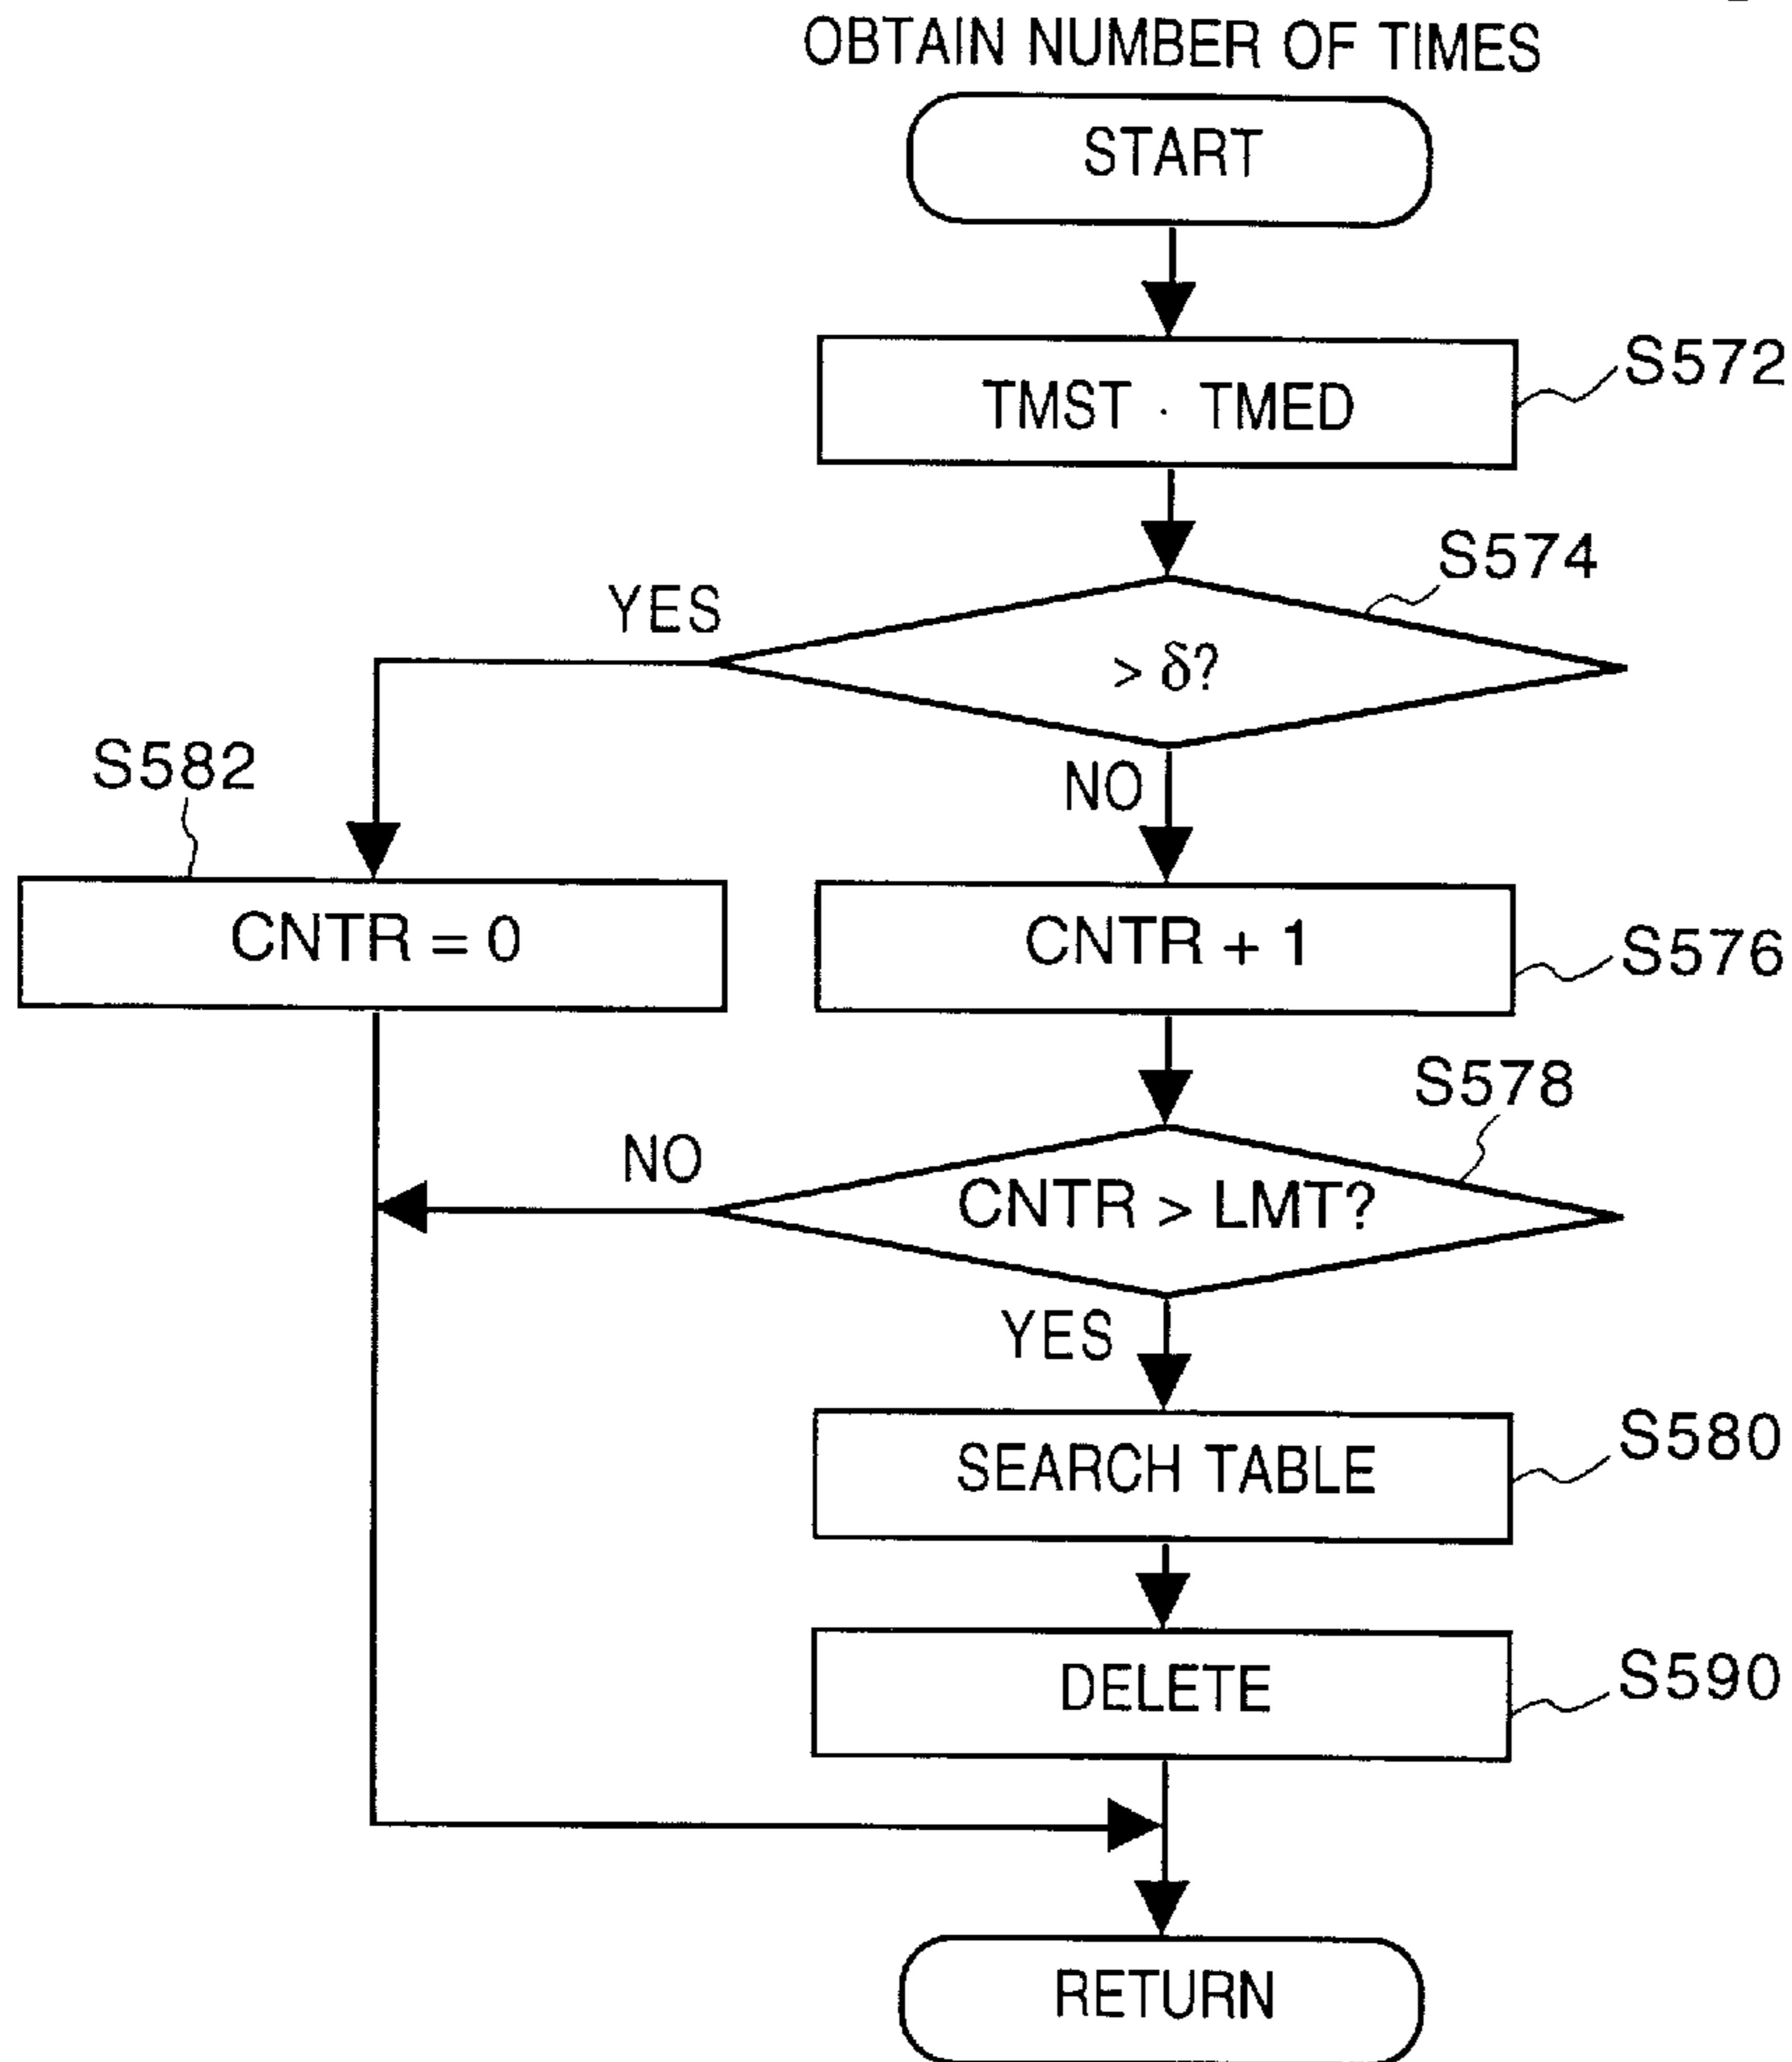 OBTAIN NUMBER OF TIMES
START
TMST · TMED
S572
S574
YES
> δ?
NO
S582
CNTR = 0
CNTR + 1
S576
S578
NO
CNTR > LMT?
YES
SEARCH TABLE
S580
DELETE
S590
RETURN